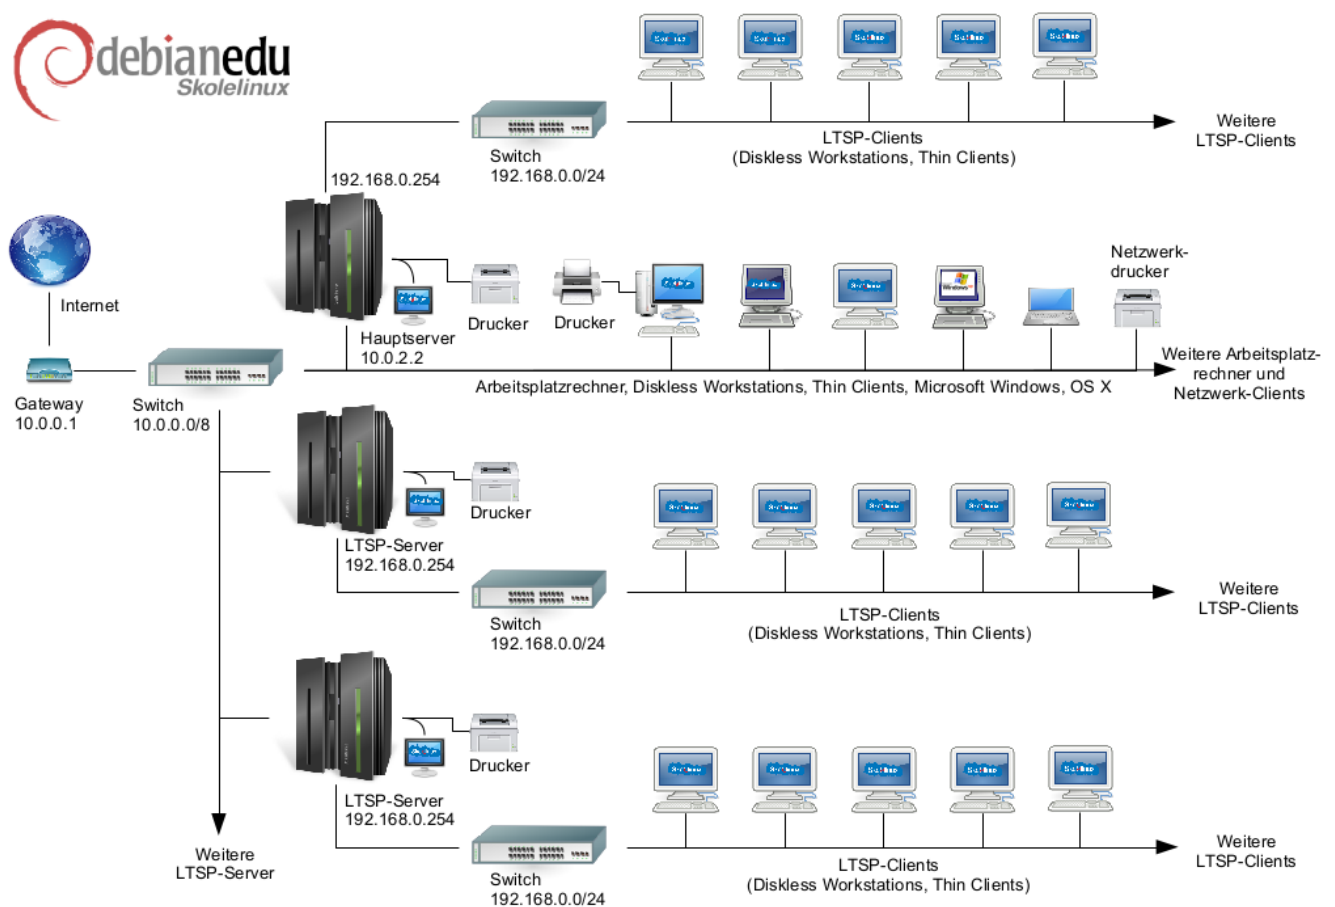 debianedu
Skolelinux
Switch
192.168.0.0/24
LTSP-Clients
(Diskless Workstations, Thin Clients)
Weitere
LTSP-Clients
192.168.0.254
Internet
Hauptserver
10.0.2.2
Drucker
Drucker
Windows
Netzwerk-
drucker
Gateway
10.0.0.1
Switch
10.0.0.0/8
Arbeitsplatzrechner, Diskless Workstations, Thin Clients, Microsoft Windows, OS X
Weitere Arbeitsplatz-
rechner und
Netzwerk-Clients
Drucker
LTSP-Server
192.168.0.254
Switch
192.168.0.0/24
LTSP-Clients
(Diskless Workstations, Thin Clients)
Weitere
LTSP-Clients
Drucker
LTSP-Server
192.168.0.254
Switch
192.168.0.0/24
LTSP-Clients
(Diskless Workstations, Thin Clients)
Weitere
LTSP-Clients
Weitere
LTSP-Server